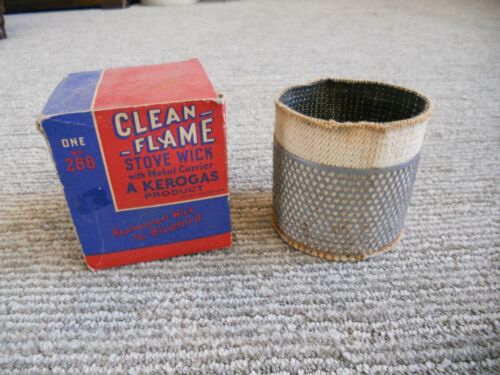 ONE
NO.
288
CLEAN-
-FLAME
STOVE WICK
with Metal Carrier
A KEROGAS
PRODUCT
Replacement Wick
for Bluebird